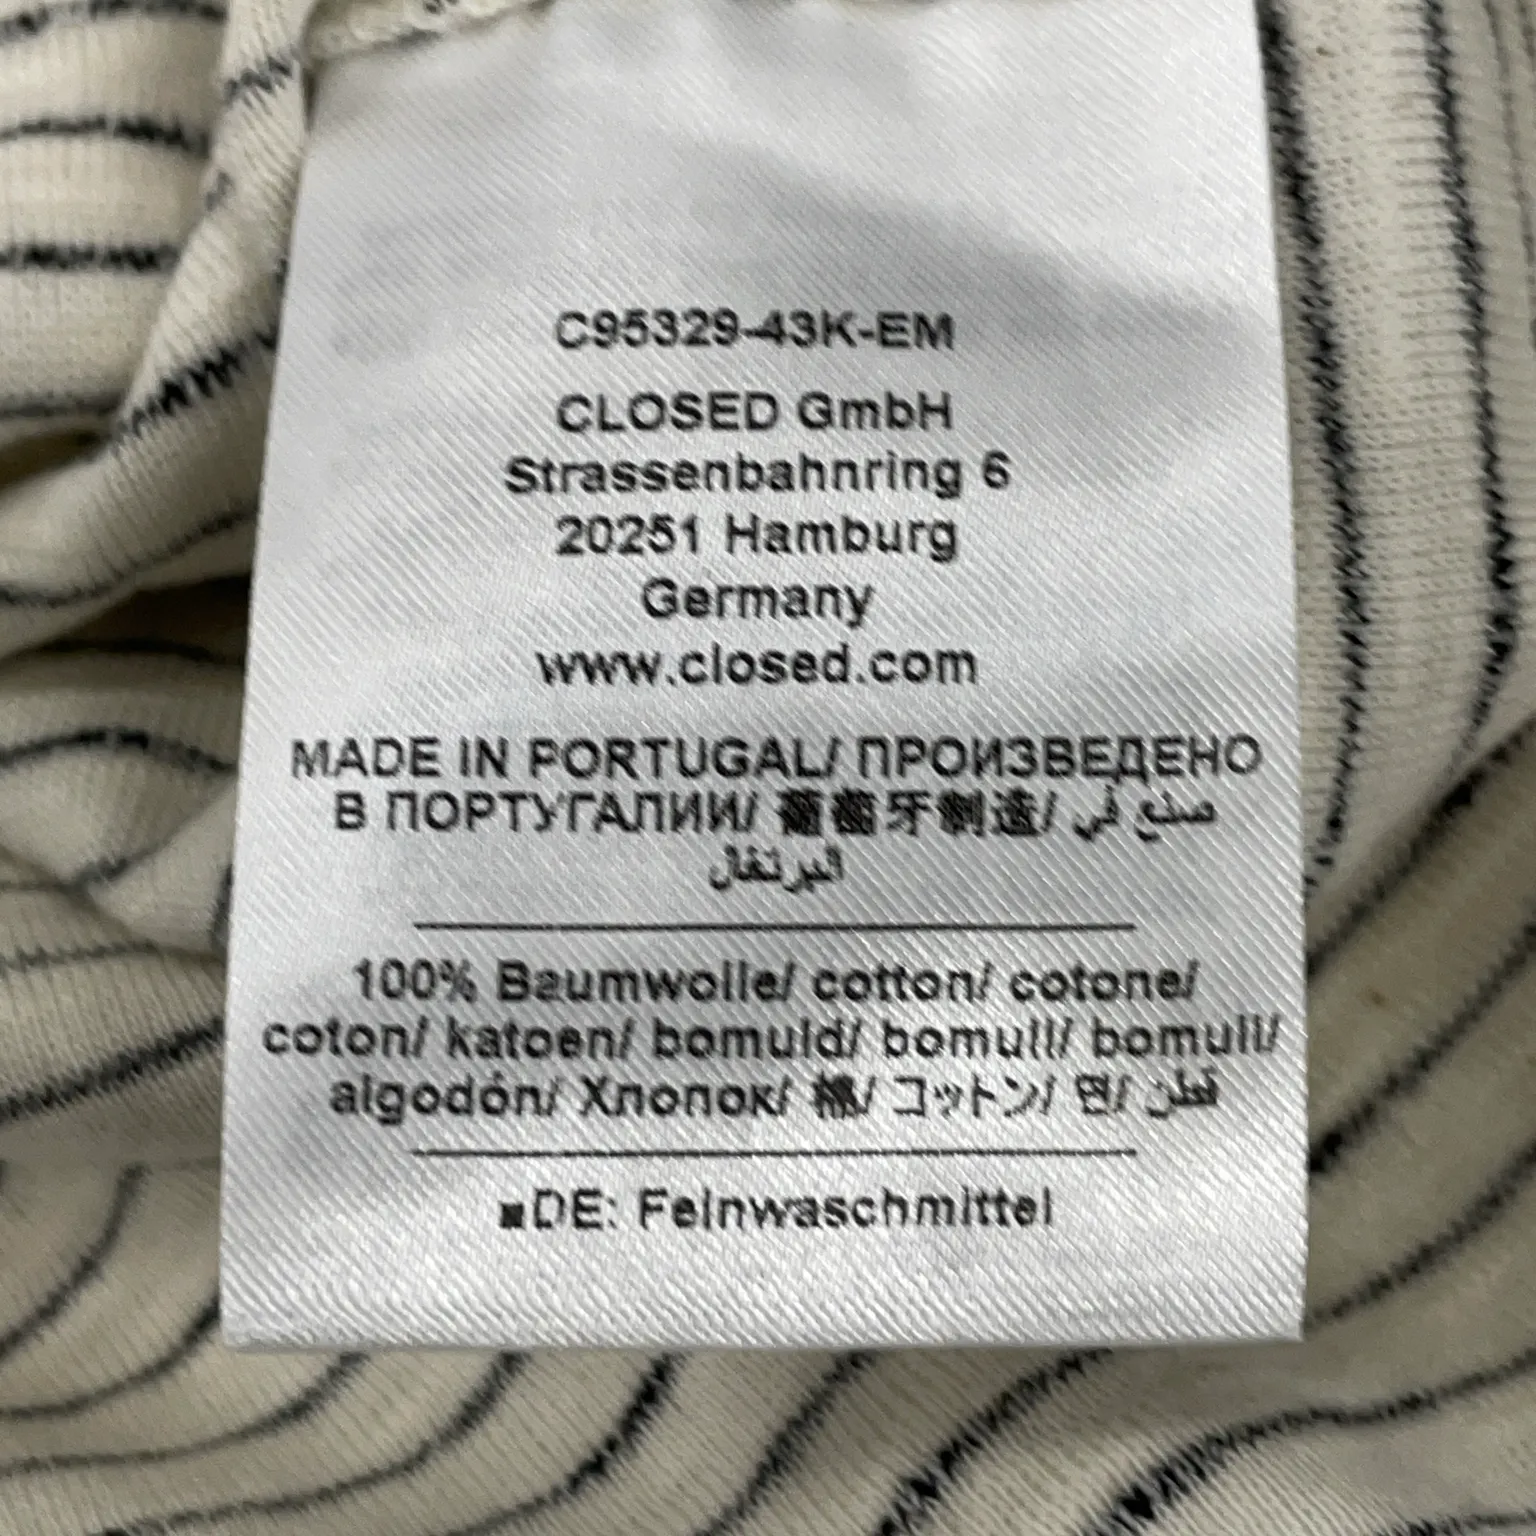 C95329-43K-EM
CLOSED GmbH
Strassenbahnring 6
20251 Hamburg
Germany
www.closed.com
MADE IN PORTUGAL/ ПРОИЗВЕДЕНО
В ПОРТУГАЛИИ/ 葡萄牙制造/ صنع في
البرتغال
100% Baumwolle/ cotton/ cotone/
coton/ katoen/ bomuld/ bomull/ bomull/
algodón/ Хлопок/ 棉/ コットン/ 면/ قطن
■DE: Feinwaschmittel